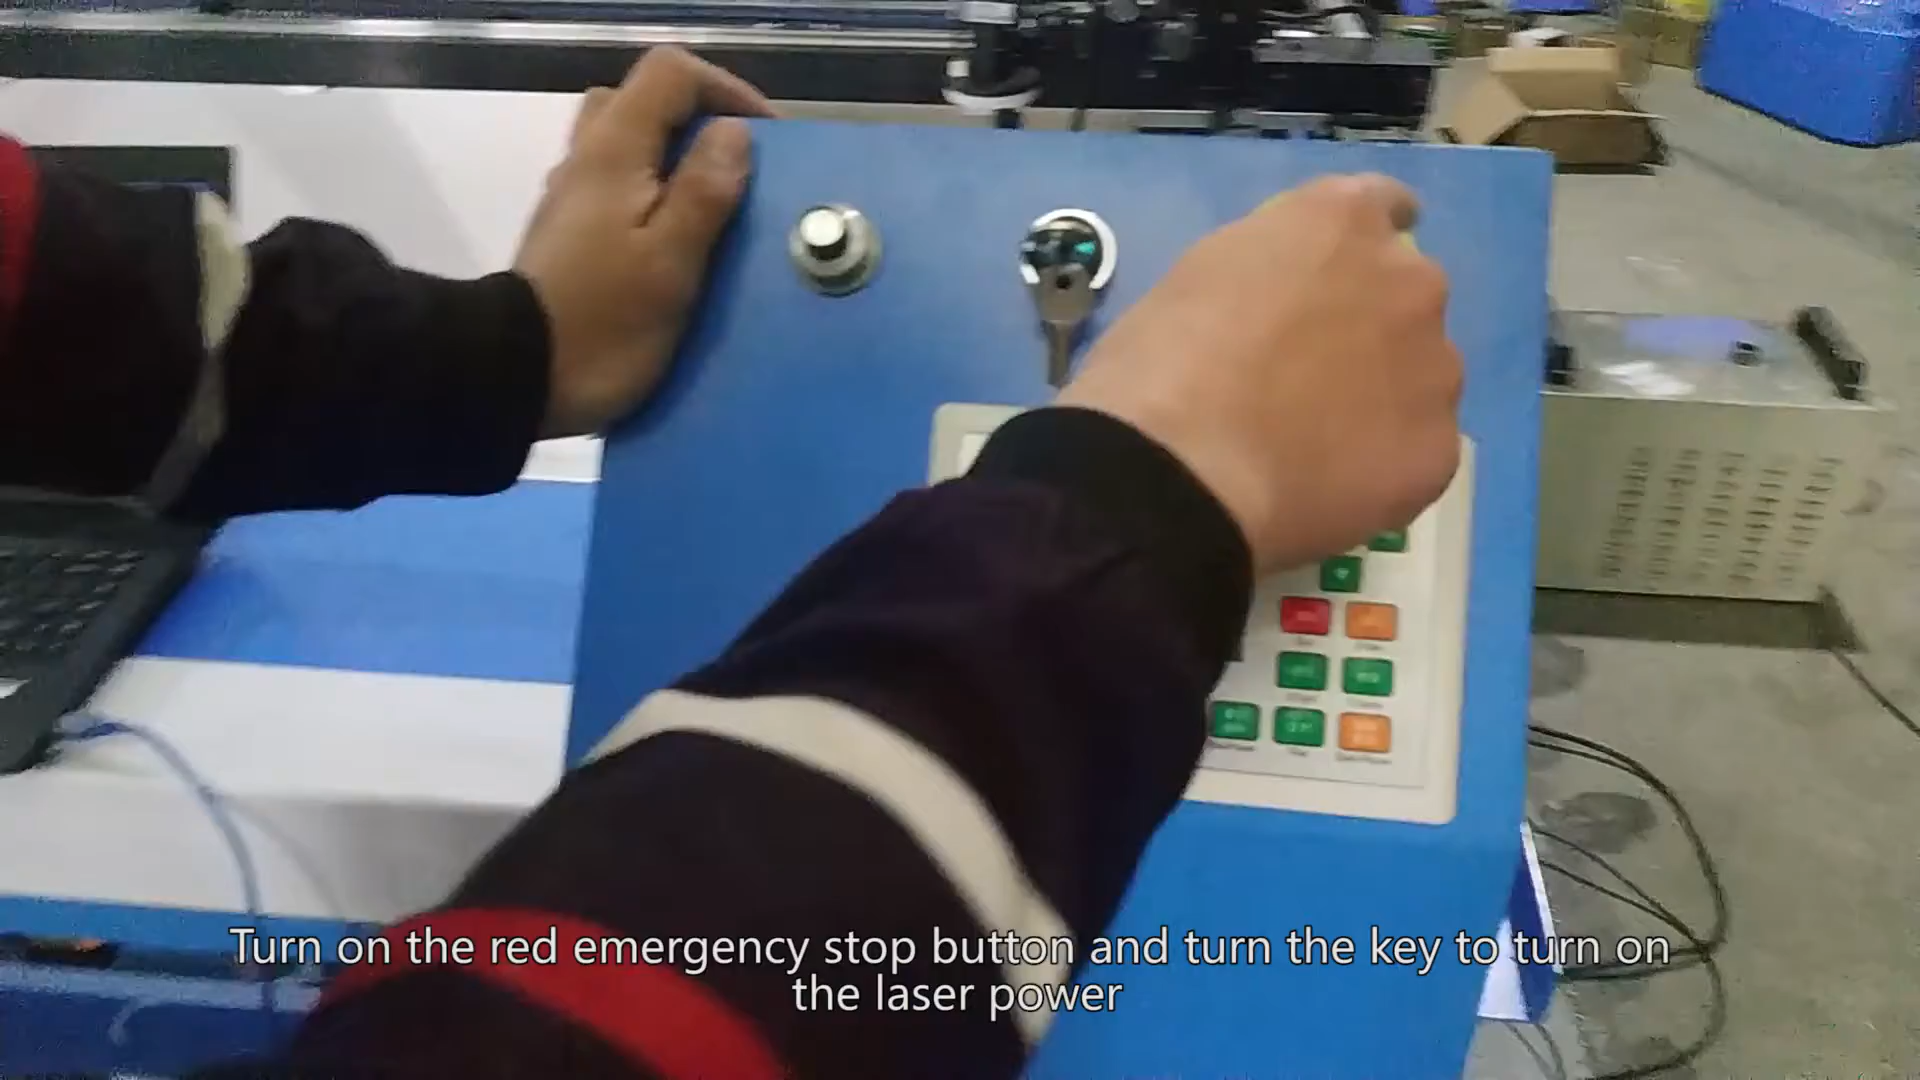 Turn on the red emergency stop button and turn the key to turn on
the laser power